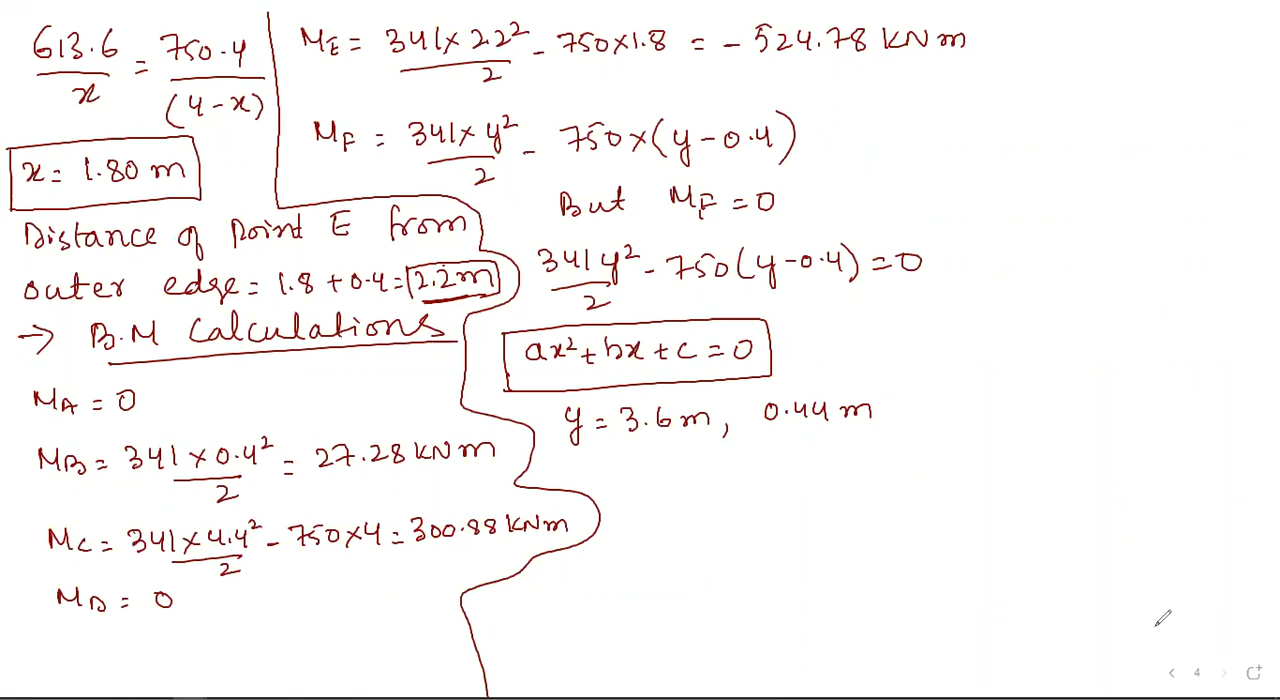 613.6/x = 750.4/(4-x)
x = 1.80 m
Distance of point E from
outer edge = 1.8 + 0.4 = 2.2m
→ B.M Calculations
MA = 0
MB = 341 × 0.4²/2 = 27.28 KNm
MC = 341 × 4.4²/2 - 750 × 4 = 300.88 KNm
MD = 0
ME = 341 × 2.2²/2 - 750 × 1.8 = - 524.78 KNm
MF = 341 × y²/2 - 750 × (y - 0.4)
But MF = 0
341 y²/2 - 750 (y - 0.4) = 0
ax² + bx + c = 0
y = 3.6m, 0.44 m
4